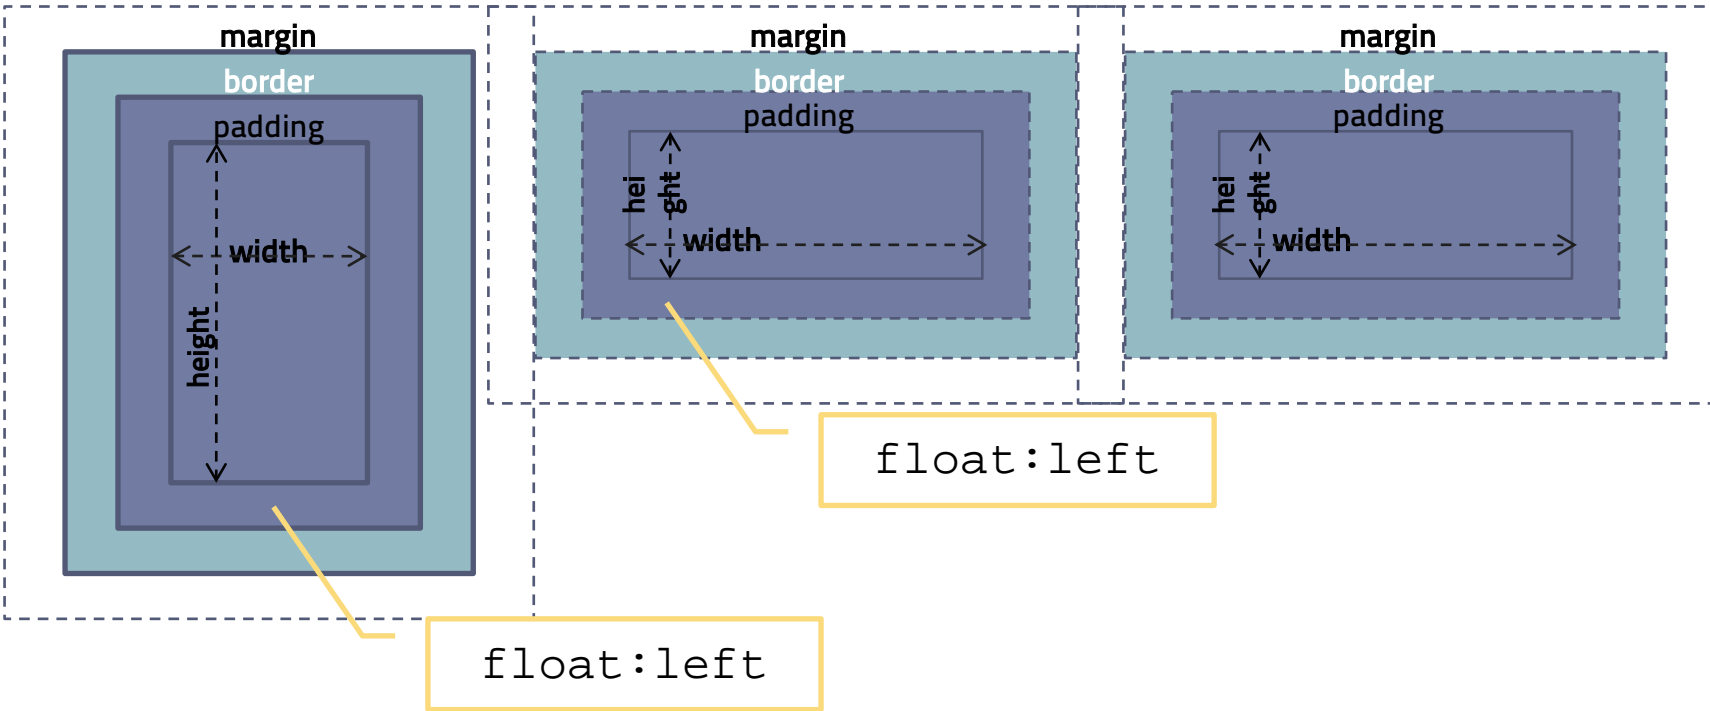 margin
border
padding
width
height
margin
border
padding
hei
ght
width
margin
border
padding
hei
ght
width
float:left
float:left